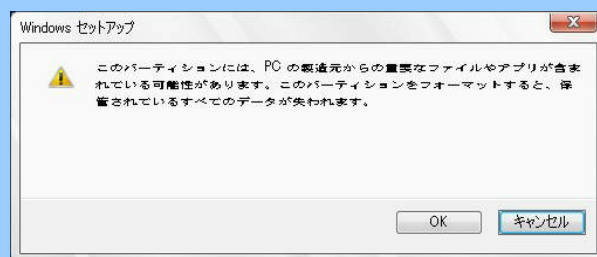 Windows セットアップ
このパーティションには、PC の製造元からの重要なファイルやアプリが含ま
れている可能性があります。このパーティションをフォーマットすると、保
管されているすべてのデータが失われます。
OK キャンセル